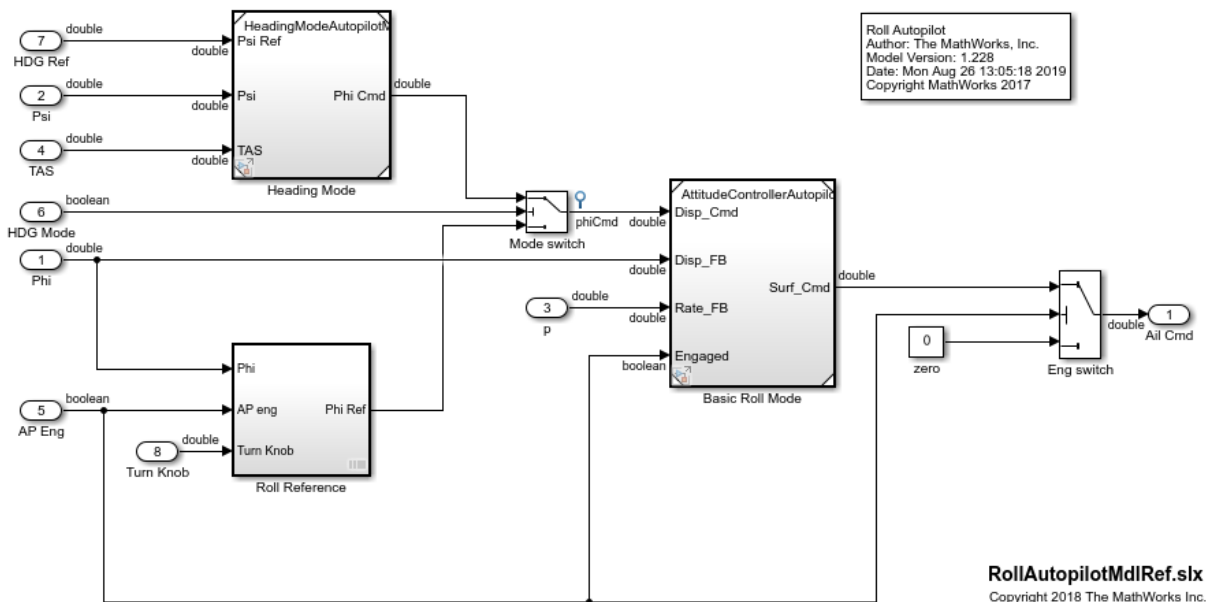 HeadingModeAutopilotM
7
double
double
Psi Ref
HDG Ref
2
double
double
Psi
Psi
Phi Cmd
double
4
double
double
TAS
TAS
Heading Mode
Roll Autopilot
Author: The MathWorks, Inc.
Model Version: 1.228
Date: Mon Aug 26 13:05:18 2019
Copyright MathWorks 2017
6
boolean
HDG Mode
Mode switch
phiCmd
double
1
double
Phi
AttitudeControllerAutopilo
Disp_Cmd
Disp_FB
double
Rate_FB
double
Engaged
boolean
Surf_Cmd
double
Basic Roll Mode
3
double
p
Phi
AP eng
Turn Knob
Phi Ref
Roll Reference
5
boolean
AP Eng
8
double
Turn Knob
0
zero
Eng switch
double
1
Ail Cmd
RollAutopilotMdlRef.slx
Copyright 2018 The MathWorks Inc.